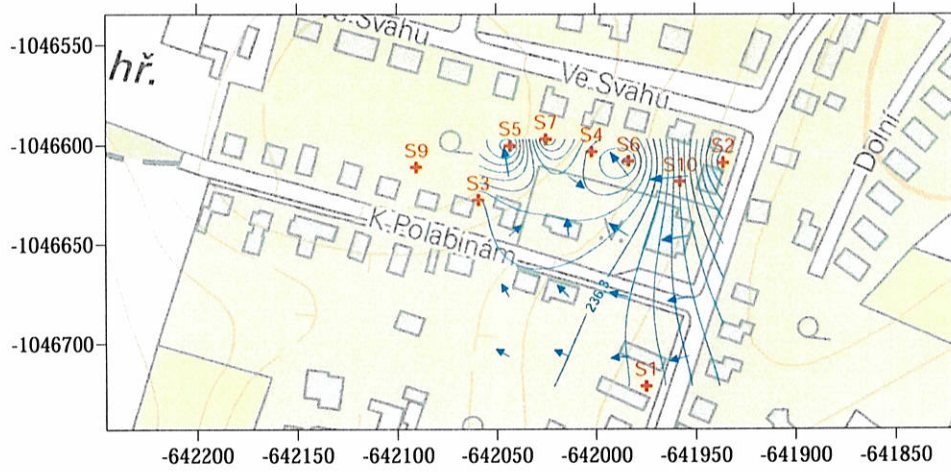 Ve Svahu
-1046550
hř.
Ve Svahu
S7
S5
S4
S2
-1046600
S6
S9
S10
Dolní
S3
-1046650
K Polabinám
236.3
-1046700
S1
-642200 -642150 -642100 -642050 -642000 -641950 -641900 -641850